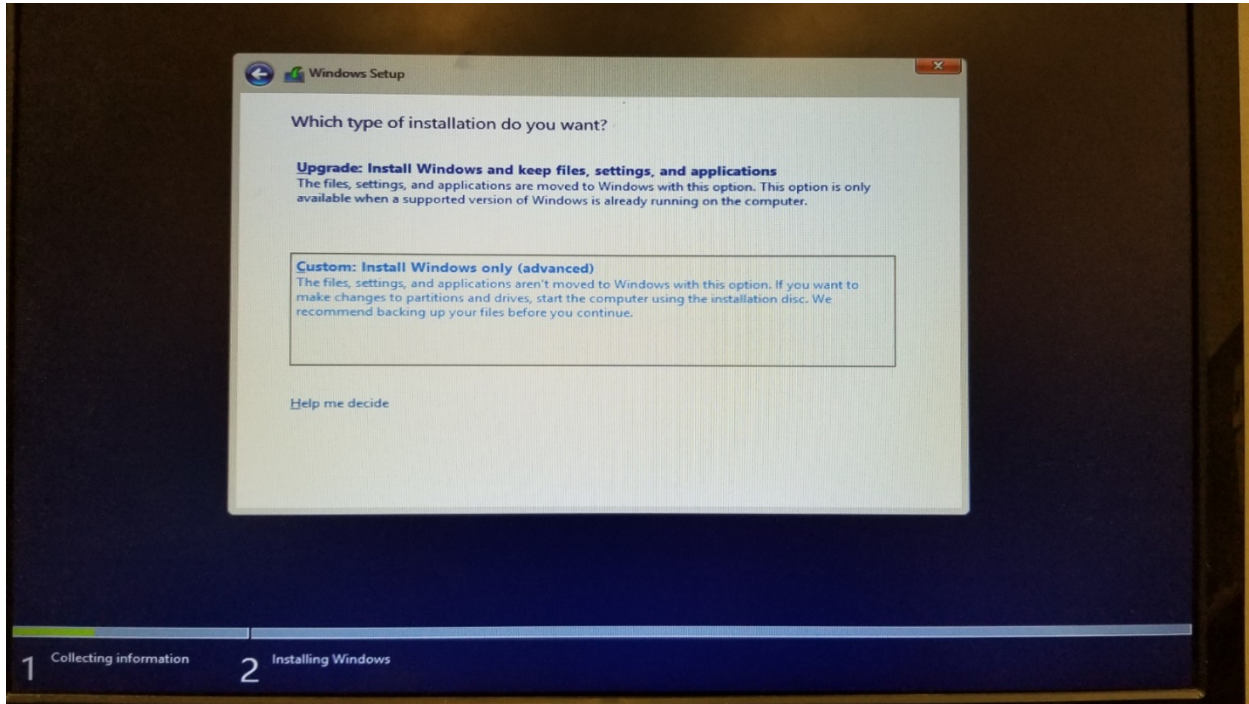 Windows Setup
Which type of installation do you want?
Upgrade: Install Windows and keep files, settings, and applications
The files, settings, and applications are moved to Windows with this option. This option is only
available when a supported version of Windows is already running on the computer.
Custom: Install Windows only (advanced)
The files, settings, and applications aren't moved to Windows with this option. If you want to
make changes to partitions and drives, start the computer using the installation disc. We
recommend backing up your files before you continue.
Help me decide
1 Collecting information 2 Installing Windows